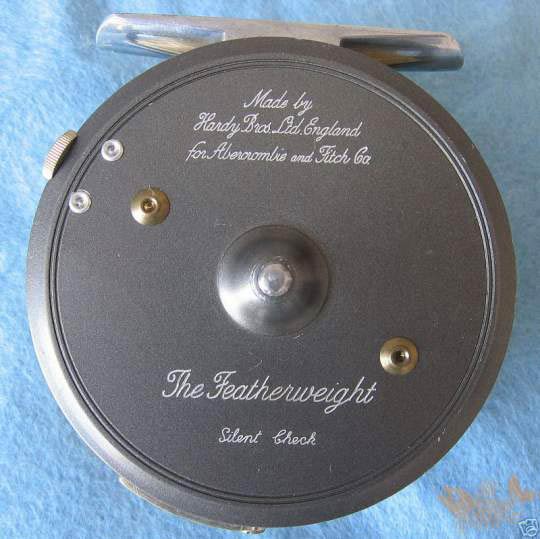 Made by
Hardy Bros. Ltd. England
for Abercrombie and Fitch Co
The Featherweight
Silent Check